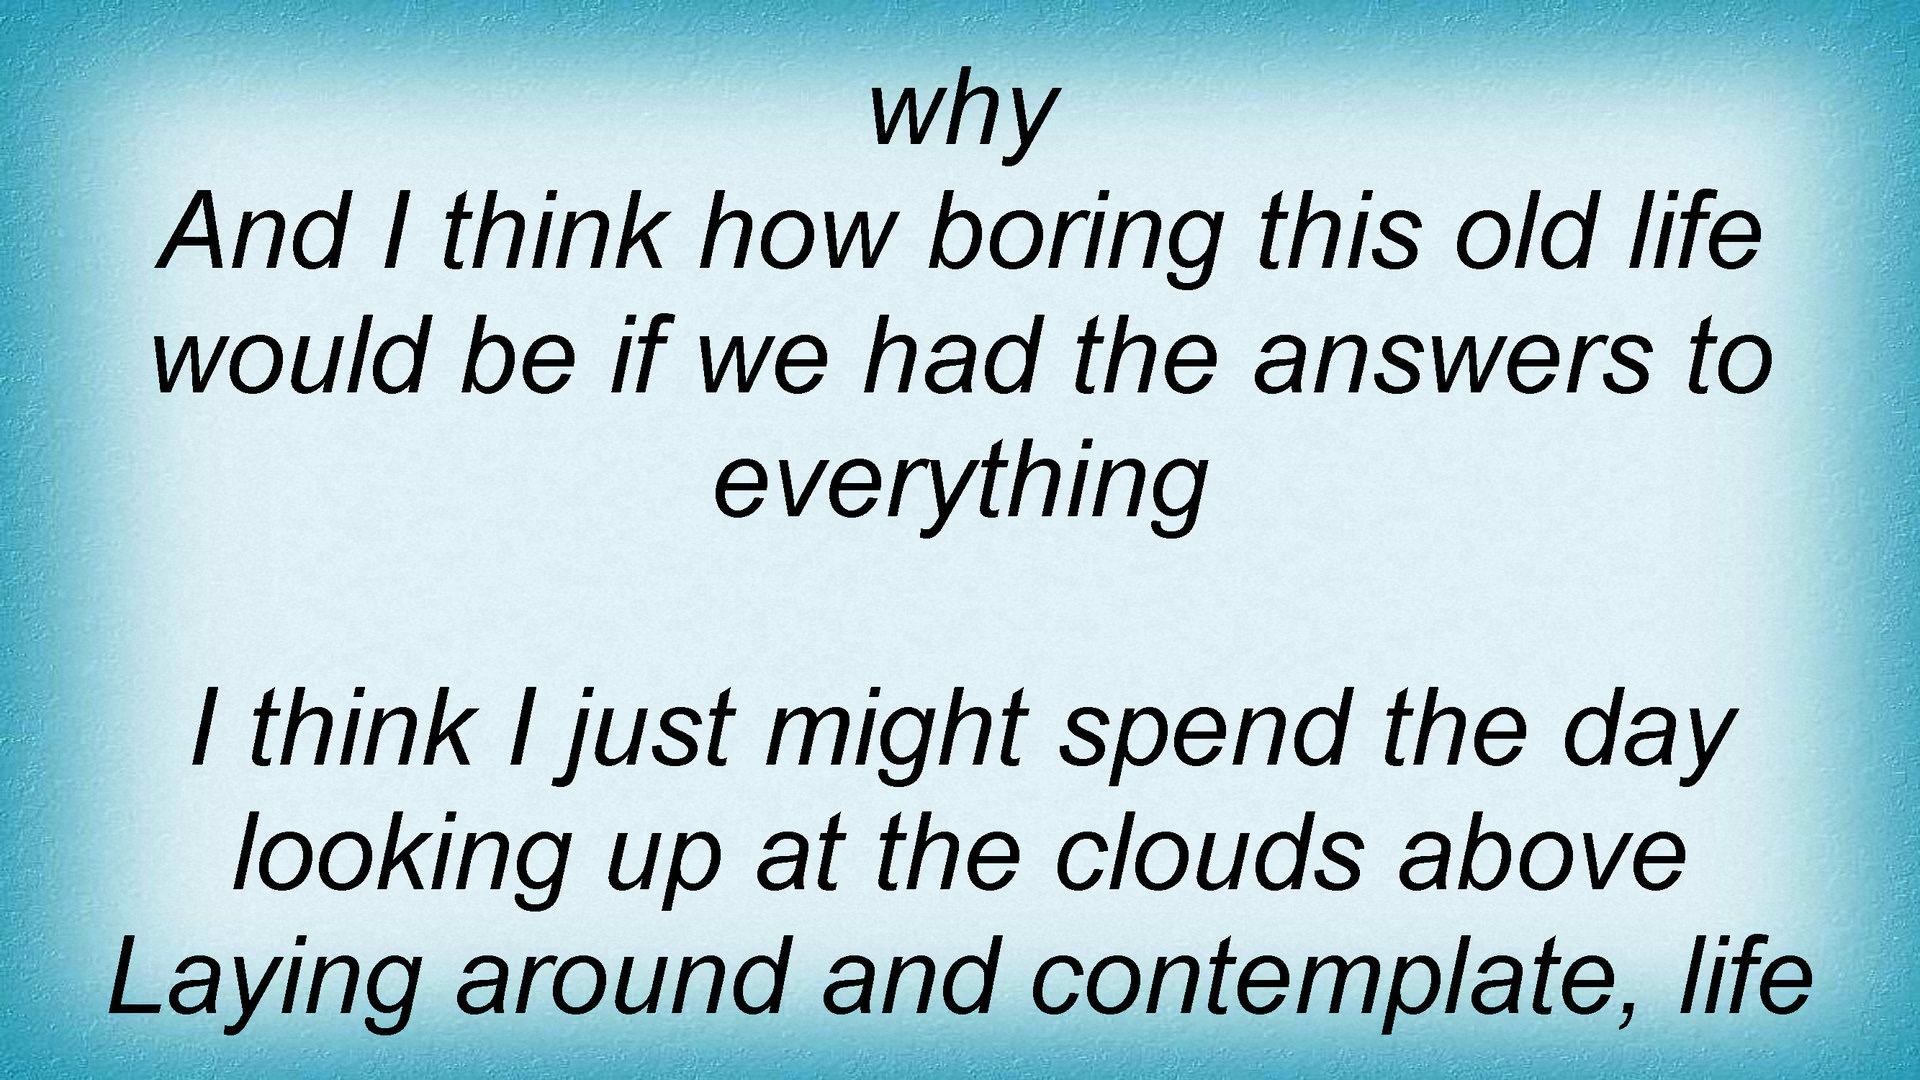 why
And I think how boring this old life
would be if we had the answers to
everything
I think I just might spend the day
looking up at the clouds above
Laying around and contemplate, life